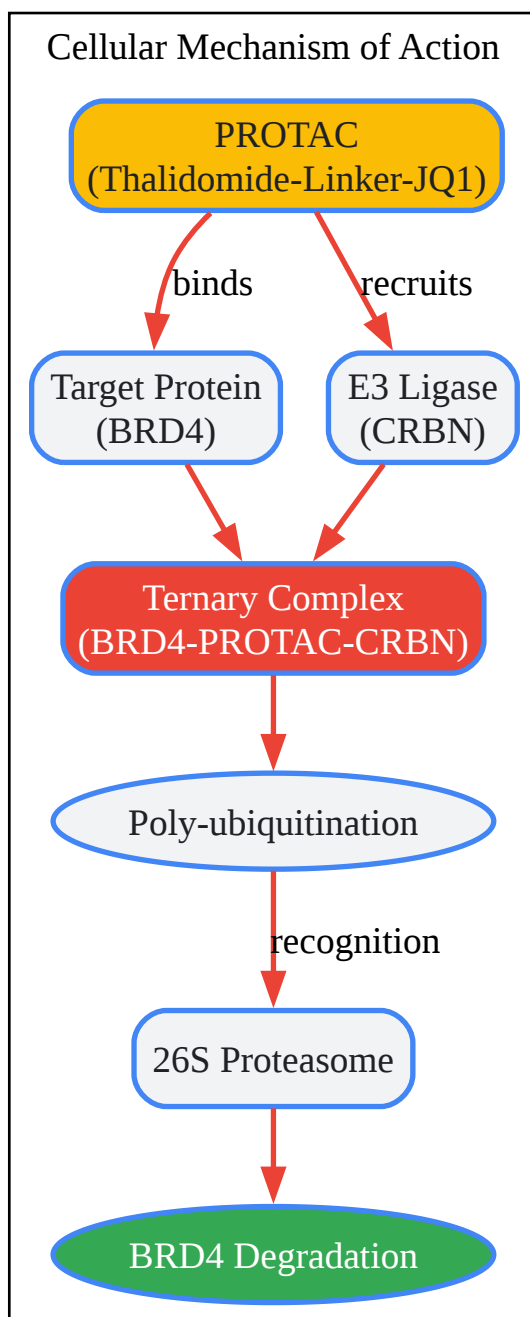 Cellular Mechanism of Action
PROTAC
(Thalidomide-Linker-JQ1)
binds
recruits
Target Protein
(BRD4)
E3 Ligase
(CRBN)
Ternary Complex
(BRD4-PROTAC-CRBN)
Poly-ubiquitination
recognition
26S Proteasome
BRD4 Degradation